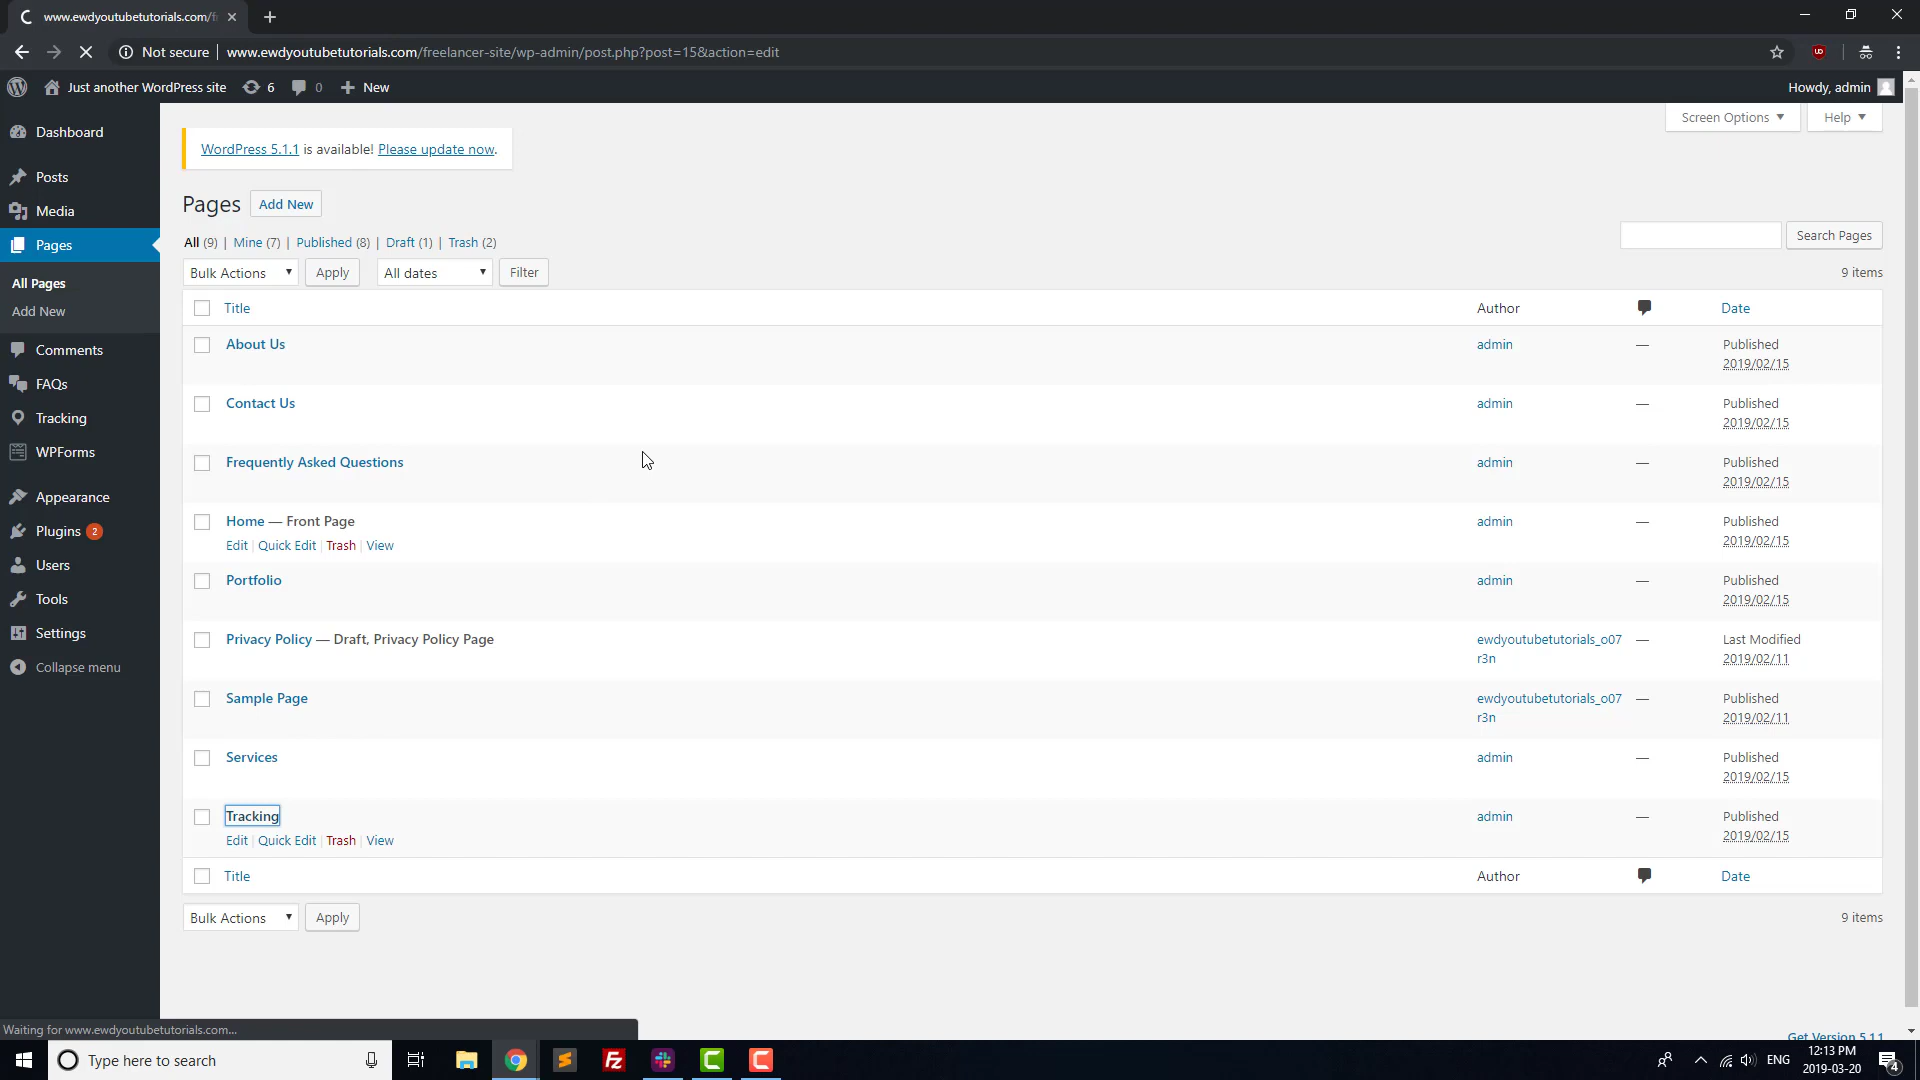 www.ewdyoutubetutorials.com/f
Not secure | www.ewdyoutubetutorials.com/freelancer-site/wp-admin/post.php?post=15&action=edit
Just another WordPress site 6 0 New Howdy, admin
Screen Options Help
Dashboard
Posts
Media
Pages
All Pages
Add New
Comments
FAQs
Tracking
WPForms
Appearance
Plugins 2
Users
Tools
Settings
Collapse menu
WordPress 5.1.1 is available! Please update now.
Pages Add New
All (9) | Mine (7) | Published (8) | Draft (1) | Trash (2)
Search Pages
Bulk Actions Apply All dates Filter 9 items
Title Author Date
About Us admin — Published
2019/02/15
Contact Us admin — Published
2019/02/15
Frequently Asked Questions admin — Published
2019/02/15
Home — Front Page admin — Published
2019/02/15
Edit | Quick Edit | Trash | View
Portfolio admin — Published
2019/02/15
Privacy Policy — Draft, Privacy Policy Page ewdyoutubetutorials_o07 — Last Modified
r3n 2019/02/11
Sample Page ewdyoutubetutorials_o07 — Published
r3n 2019/02/11
Services admin — Published
2019/02/15
Tracking admin — Published
2019/02/15
Edit | Quick Edit | Trash | View
Title Author Date
Bulk Actions Apply 9 items
Get Version 5.1.1
Waiting for www.ewdyoutubetutorials.com...
Type here to search
ENG
12:13 PM
2019-03-20
4